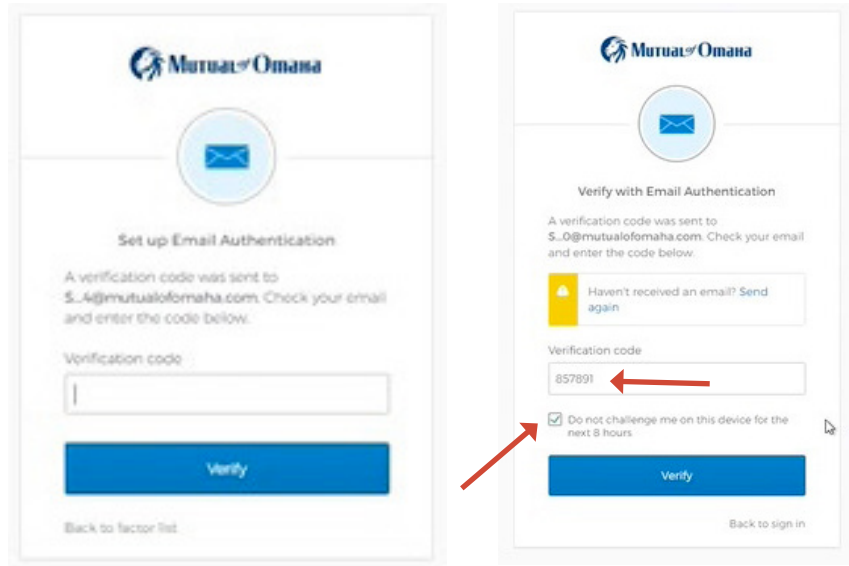 Mutual of Omaha
Set up Email Authentication
A verification code was sent to
S...4@mutualofomaha.com. Check your email
and enter the code below.
Verification code
Verify
Back to factor list
Mutual of Omaha
Verify with Email Authentication
A verification code was sent to
S...0@mutualofomaha.com. Check your email
and enter the code below.
Haven't received an email? Send
again
Verification code
857891
Do not challenge me on this device for the
next 8 hours
Verify
Back to sign in